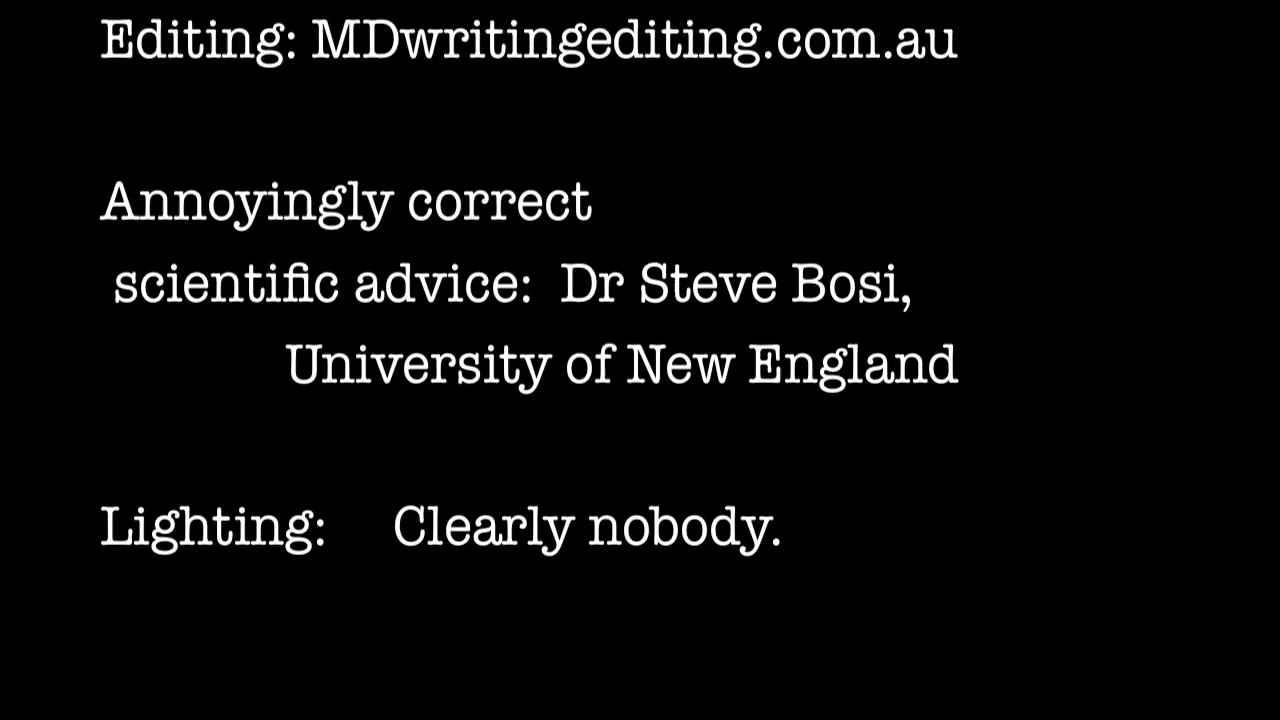 Editing: MDwritingediting.com.au
Annoyingly correct
scientific advice: Dr Steve Bosi,
University of New England
Lighting: Clearly nobody.